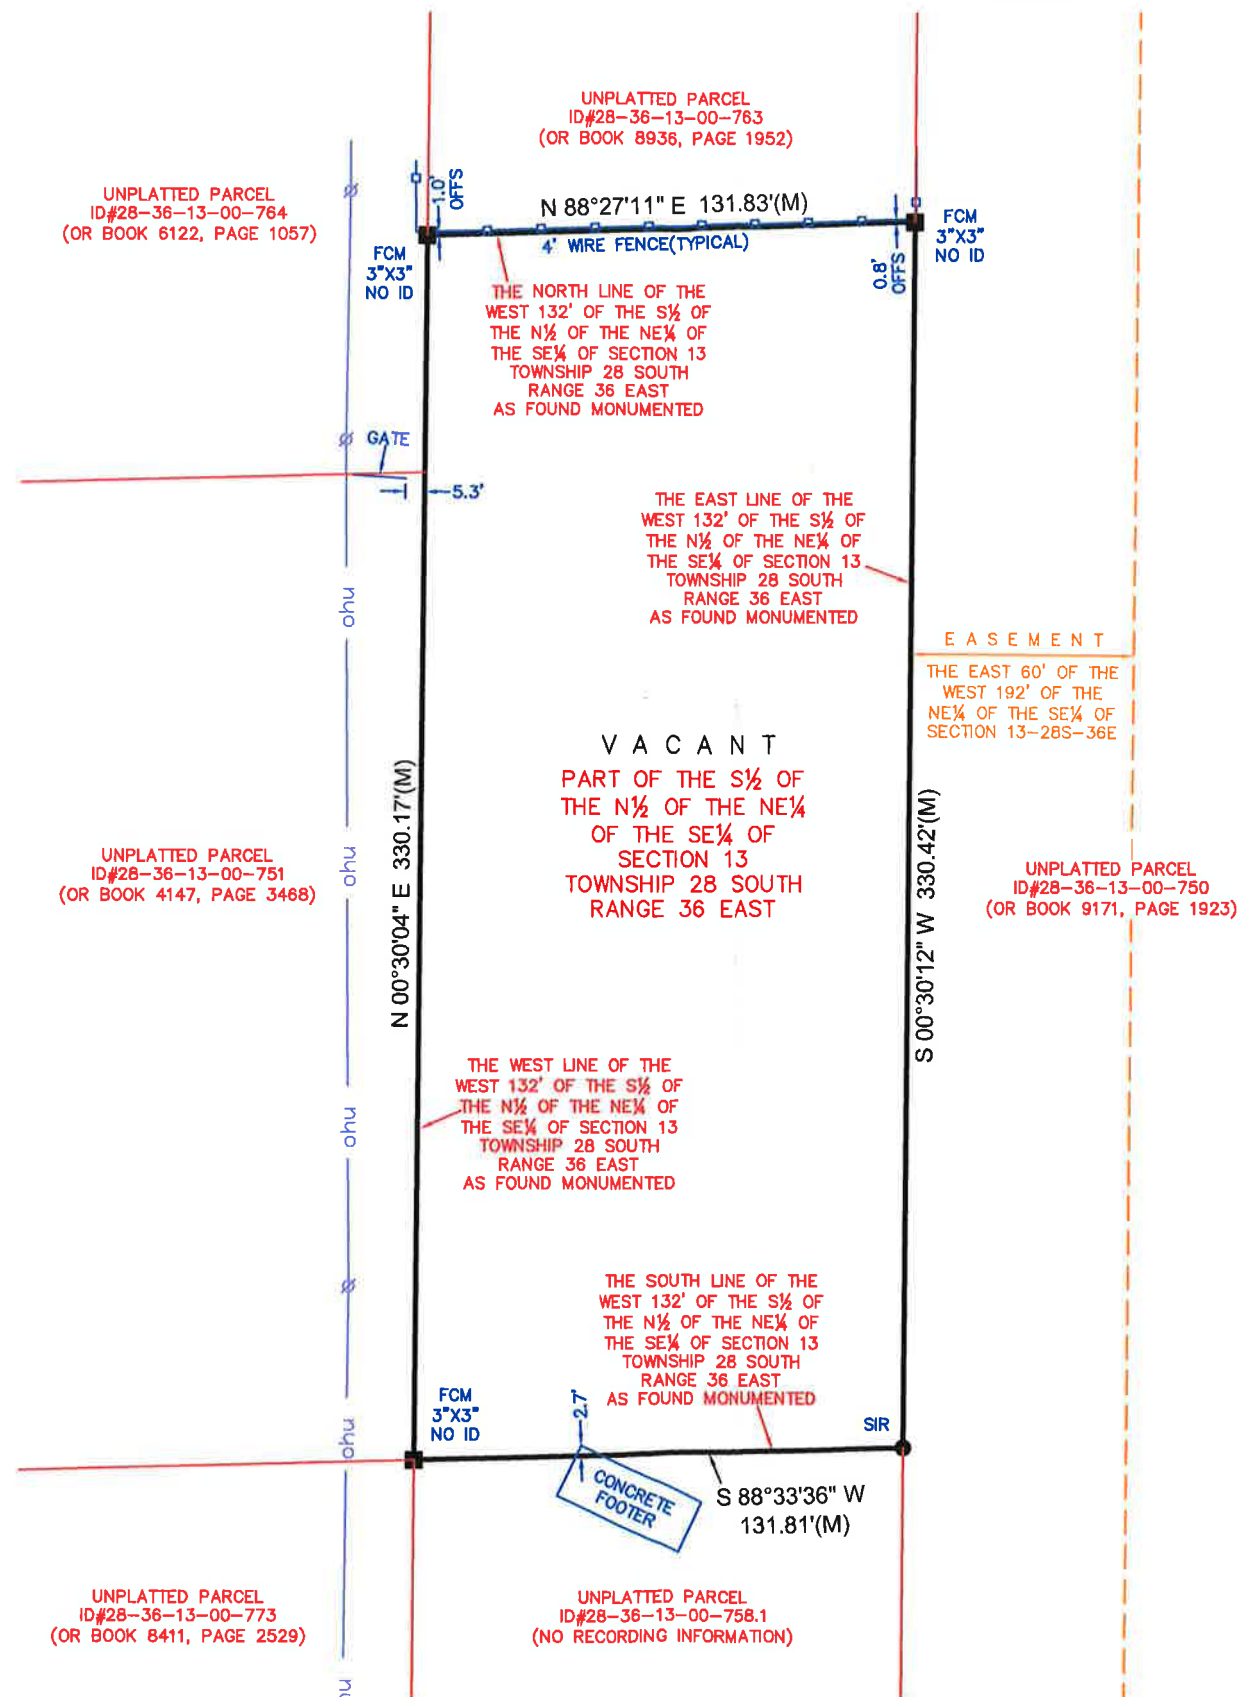 UNPLATTED PARCEL
ID#28-36-13-00-763
(OR BOOK 8936, PAGE 1952)
UNPLATTED PARCEL
ID#28-36-13-00-764
(OR BOOK 6122, PAGE 1057)
1.0'
OFFS
N 88°27'11" E 131.83'(M)
4' WIRE FENCE(TYPICAL)
FCM
3"X3"
NO ID
FCM
3"X3"
NO ID
0.8'
OFFS
THE NORTH LINE OF THE
WEST 132' OF THE S½ OF
THE N½ OF THE NE¼ OF
THE SE¼ OF SECTION 13
TOWNSHIP 28 SOUTH
RANGE 36 EAST
AS FOUND MONUMENTED
GATE
5.3'
THE EAST LINE OF THE
WEST 132' OF THE S½ OF
THE N½ OF THE NE¼ OF
THE SE¼ OF SECTION 13
TOWNSHIP 28 SOUTH
RANGE 36 EAST
AS FOUND MONUMENTED
ohu
EASEMENT
THE EAST 60' OF THE
WEST 192' OF THE
NE¼ OF THE SE¼ OF
SECTION 13-28S-36E
VACANT
PART OF THE S½ OF
THE N½ OF THE NE¼
OF THE SE¼ OF
SECTION 13
TOWNSHIP 28 SOUTH
RANGE 36 EAST
N 00°30'04" E 330.17'(M)
S 00°30'12" W 330.42'(M)
UNPLATTED PARCEL
ID#28-36-13-00-751
(OR BOOK 4147, PAGE 3468)
ohu
UNPLATTED PARCEL
ID#28-36-13-00-750
(OR BOOK 9171, PAGE 1923)
THE WEST LINE OF THE
WEST 132' OF THE S½ OF
THE N½ OF THE NE¼ OF
THE SE¼ OF SECTION 13
TOWNSHIP 28 SOUTH
RANGE 36 EAST
AS FOUND MONUMENTED
ohu
THE SOUTH LINE OF THE
WEST 132' OF THE S½ OF
THE N½ OF THE NE¼ OF
THE SE¼ OF SECTION 13
TOWNSHIP 28 SOUTH
RANGE 36 EAST
AS FOUND MONUMENTED
FCM
3"X3"
NO ID
2.7'
SIR
ohu
CONCRETE
FOOTER
S 88°33'36" W
131.81'(M)
UNPLATTED PARCEL
ID#28-36-13-00-773
(OR BOOK 8411, PAGE 2529)
UNPLATTED PARCEL
ID#28-36-13-00-758.1
(NO RECORDING INFORMATION)